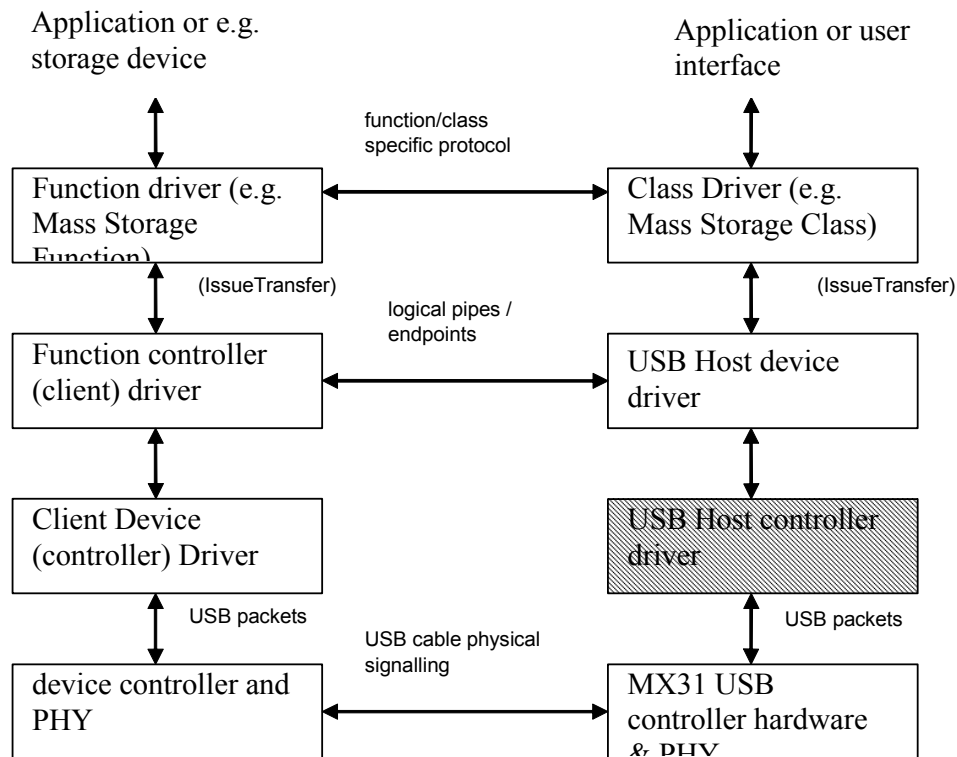 Application or e.g.
storage device
Application or user
interface
function/class
specific protocol
Function driver (e.g.
Mass Storage
Function)
Class Driver (e.g.
Mass Storage Class)
(IssueTransfer)
(IssueTransfer)
logical pipes /
endpoints
Function controller
(client) driver
USB Host device
driver
Client Device
(controller) Driver
USB Host controller
driver
USB packets
USB packets
USB cable physical
signalling
device controller and
PHY
MX31 USB
controller hardware
& PHY